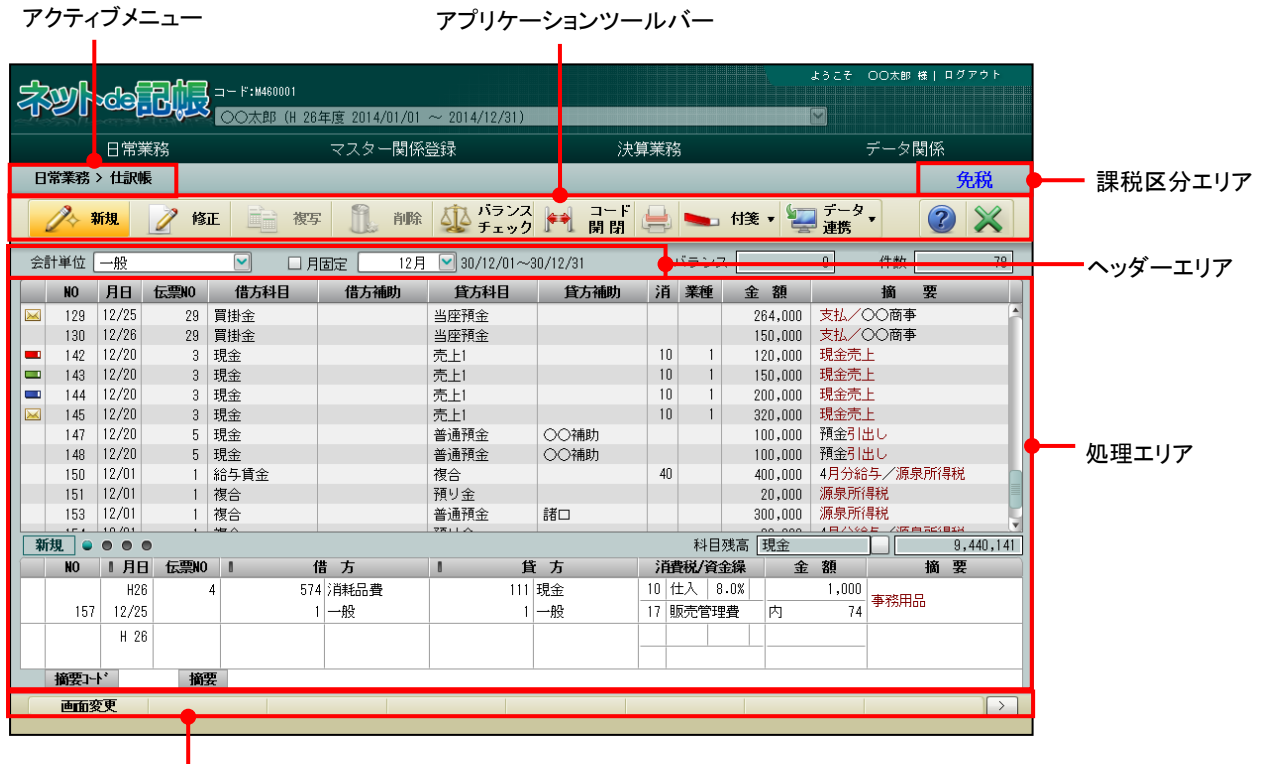 アクティブメニュー
アプリケーションツールバー
ようこそ 〇〇太郎 様 | ログアウト
ネットde記帳
コード:M460001
〇〇太郎 (H 26年度 2014/01/01 ～ 2014/12/31)
日常業務 マスター関係登録 決算業務 データ関係
日常業務 > 仕訳帳 免税
課税区分エリア
新規 修正 複写 削除 バランスチェック コード開閉 付箋 データ連携
会計単位 一般 月固定 12月 30/12/01～30/12/31 バランス 0 件数 78
ヘッダーエリア
NO 月日 伝票NO 借方科目 借方補助 貸方科目 貸方補助 消 業種 金 額 摘 要
129 12/25 29 買掛金 当座預金 264,000 支払／〇〇商事
130 12/26 29 買掛金 当座預金 150,000 支払／〇〇商事
142 12/20 3 現金 売上1 10 1 120,000 現金売上
143 12/20 3 現金 売上1 10 1 150,000 現金売上
144 12/20 3 現金 売上1 10 1 200,000 現金売上
145 12/20 3 現金 売上1 10 1 320,000 現金売上
147 12/20 5 現金 普通預金 〇〇補助 100,000 預金引出し
148 12/20 5 現金 普通預金 〇〇補助 100,000 預金引出し
処理エリア
150 12/01 1 給与賃金 複合 40 400,000 4月分給与／源泉所得税
151 12/01 1 複合 預り金 20,000 源泉所得税
153 12/01 1 複合 普通預金 諸口 300,000 源泉所得税
新規 科目残高 現金 9,440,141
NO 月日 伝票NO 借 方 貸 方 消費税/資金繰 金 額 摘 要
H26 4 574 消耗品費 111 現金 10 仕入 8.0% 1,000 事務用品
157 12/25 1 一般 1 一般 17 販売管理費 内 74
H 26
摘要ｺｰﾄﾞ 摘要
画面変更 >